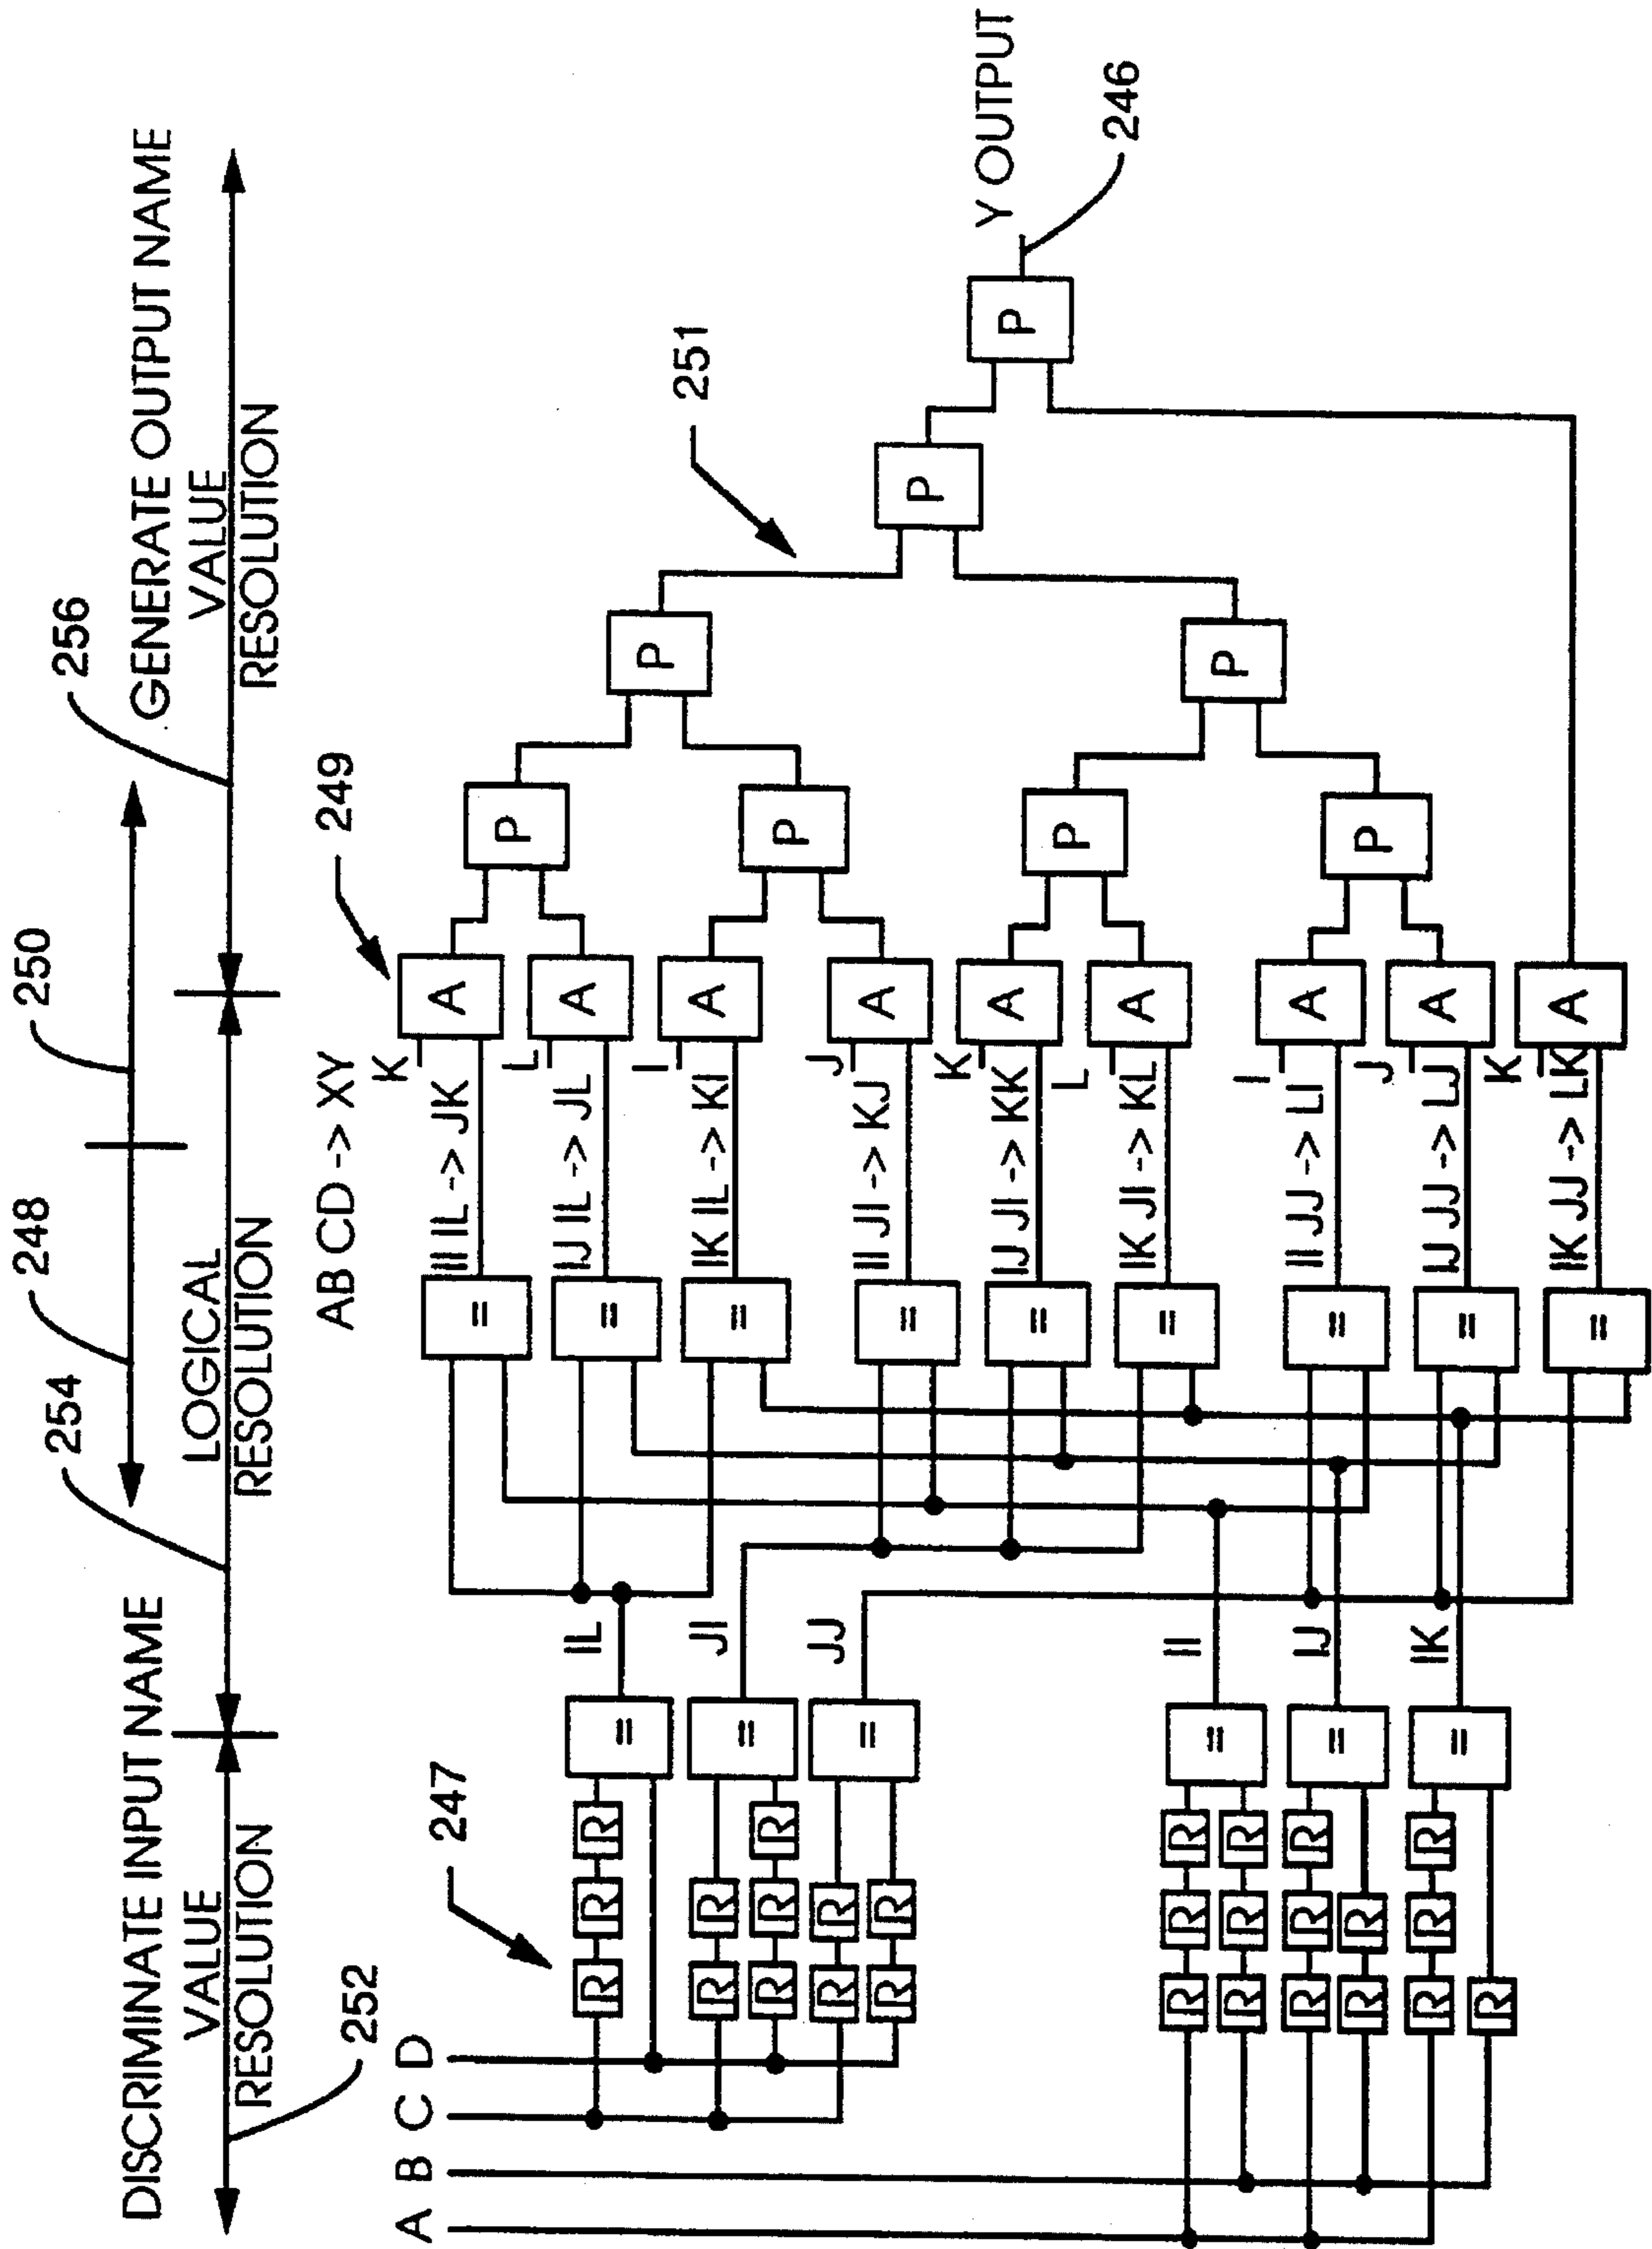 DISCRIMINATE INPUT NAME
VALUE
RESOLUTION
252
254
LOGICAL
RESOLUTION
248
250
256
GENERATE OUTPUT NAME
VALUE
RESOLUTION
A
B
C
D
247
R R R
R R
R R R
R R
R R
=
=
=
IL
JI
JJ
R R R
R R R
R R R
R R
R R R
R
=
=
=
II
IJ
IK
=
=
=
=
=
=
=
=
=
AB CD -> XY
II IL -> JK
IJ IL -> JL
IK IL -> KI
II JI -> KJ
IJ JI -> KK
IK JI -> KL
II JJ -> LI
IJ JJ -> LJ
IK JJ -> LK
K
L
I
J
K
L
I
J
K
249
A
A
A
A
A
A
A
A
A
P
P
P
P
P
P
251
P
P
Y OUTPUT
246